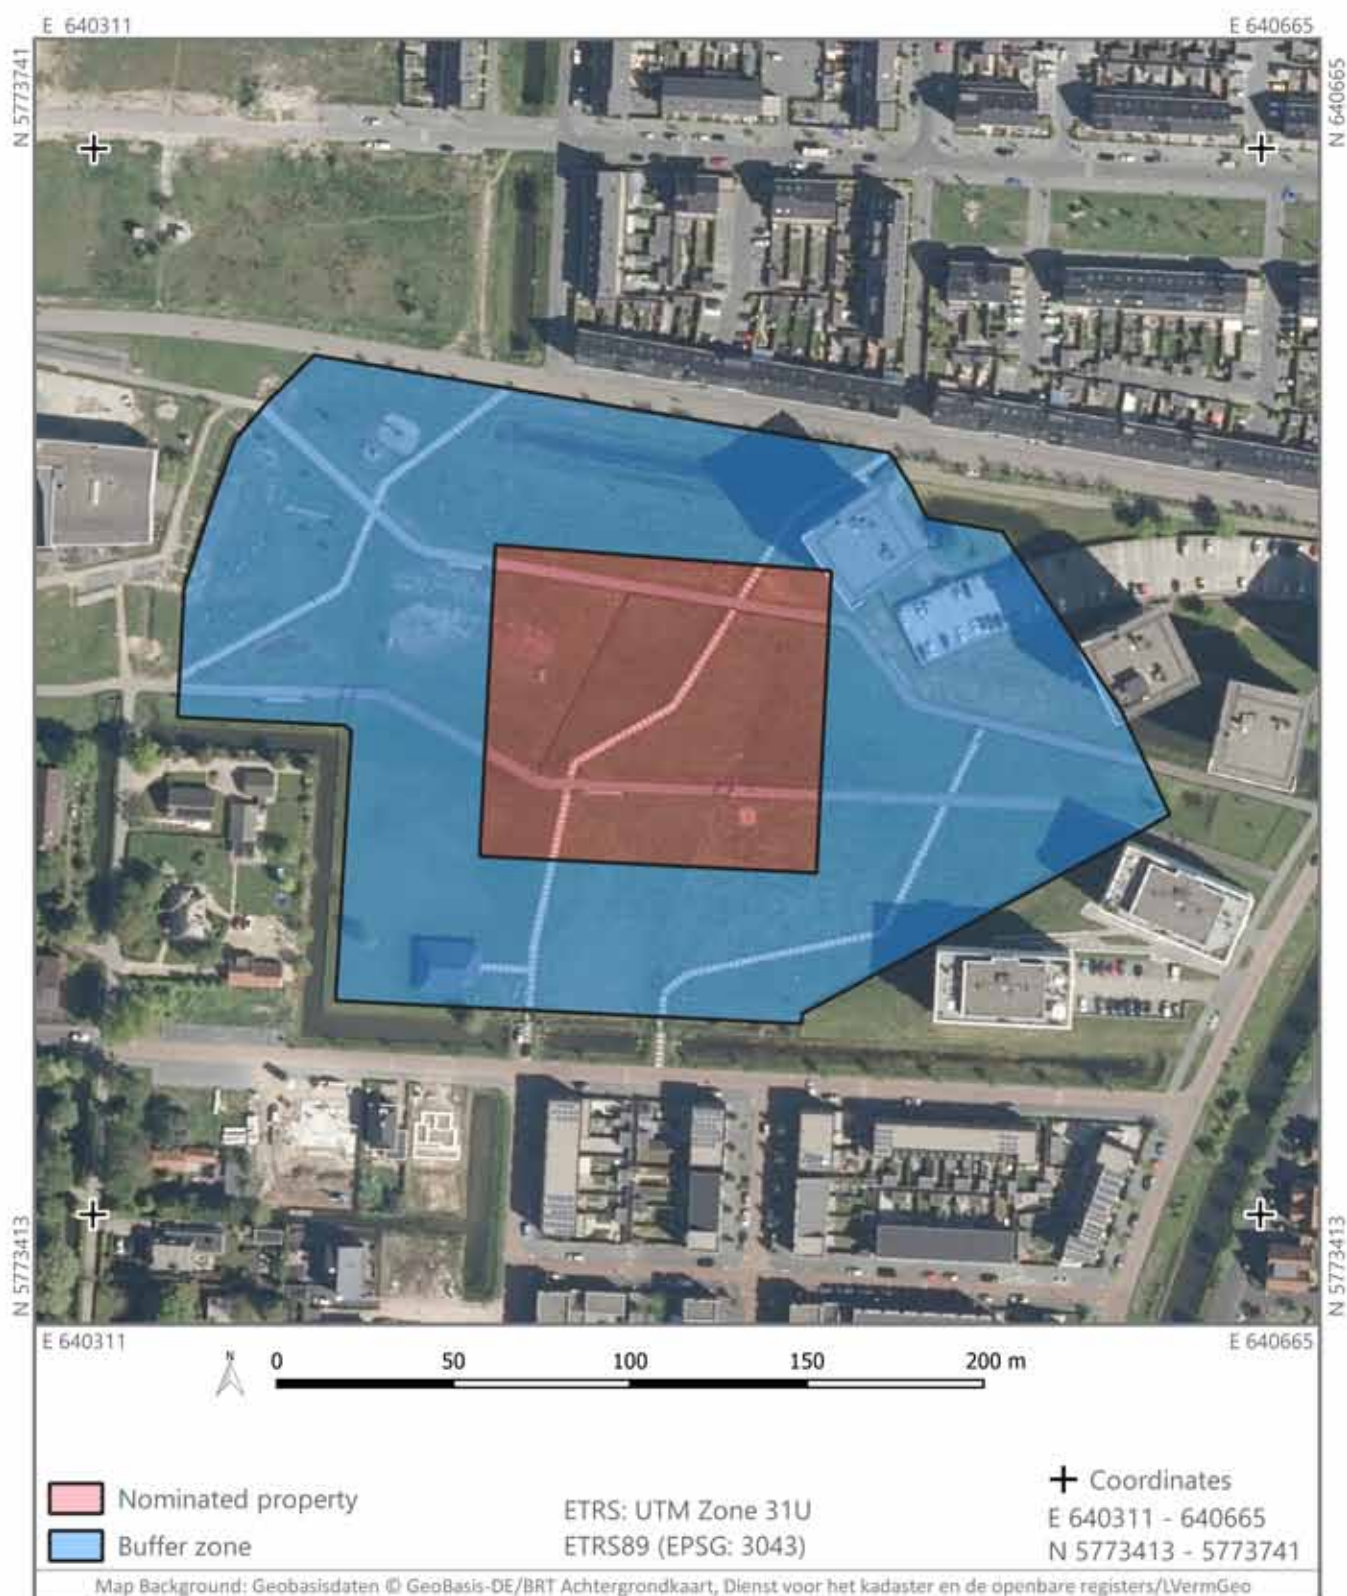 E 640311
E 640665
N 5773741
N 640665
N 5773413
N 5773413
E 640311
E 640665
N
0 50 100 150 200 m
Nominated property
Buffer zone
ETRS: UTM Zone 31U
ETRS89 (EPSG: 3043)
Coordinates
E 640311 - 640665
N 5773413 - 5773741
Map Background: Geobasisdaten © GeoBasis-DE/BRT Achtergrondkaart, Dienst voor het kadaster en de openbare registers/LVermGeo